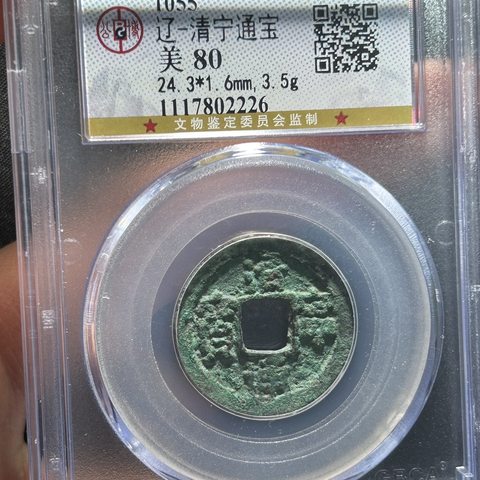 1055
辽-清宁通宝
美 80
24.3*1.6mm,3.5g
1117802226
文物鉴定委员会监制